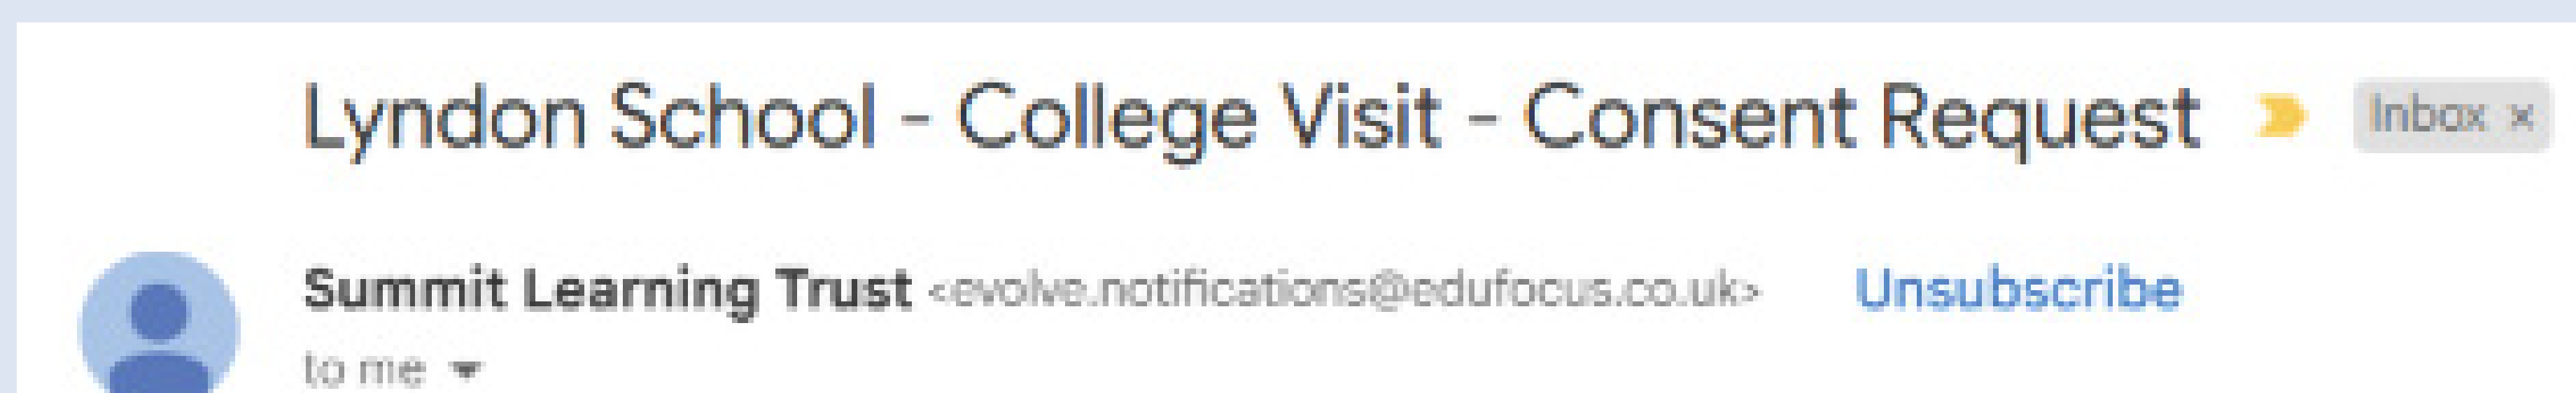 Lyndon School - College Visit - Consent Request Inbox ×
Summit Learning Trust <evolve.notifications@edufocus.co.uk> Unsubscribe
to me